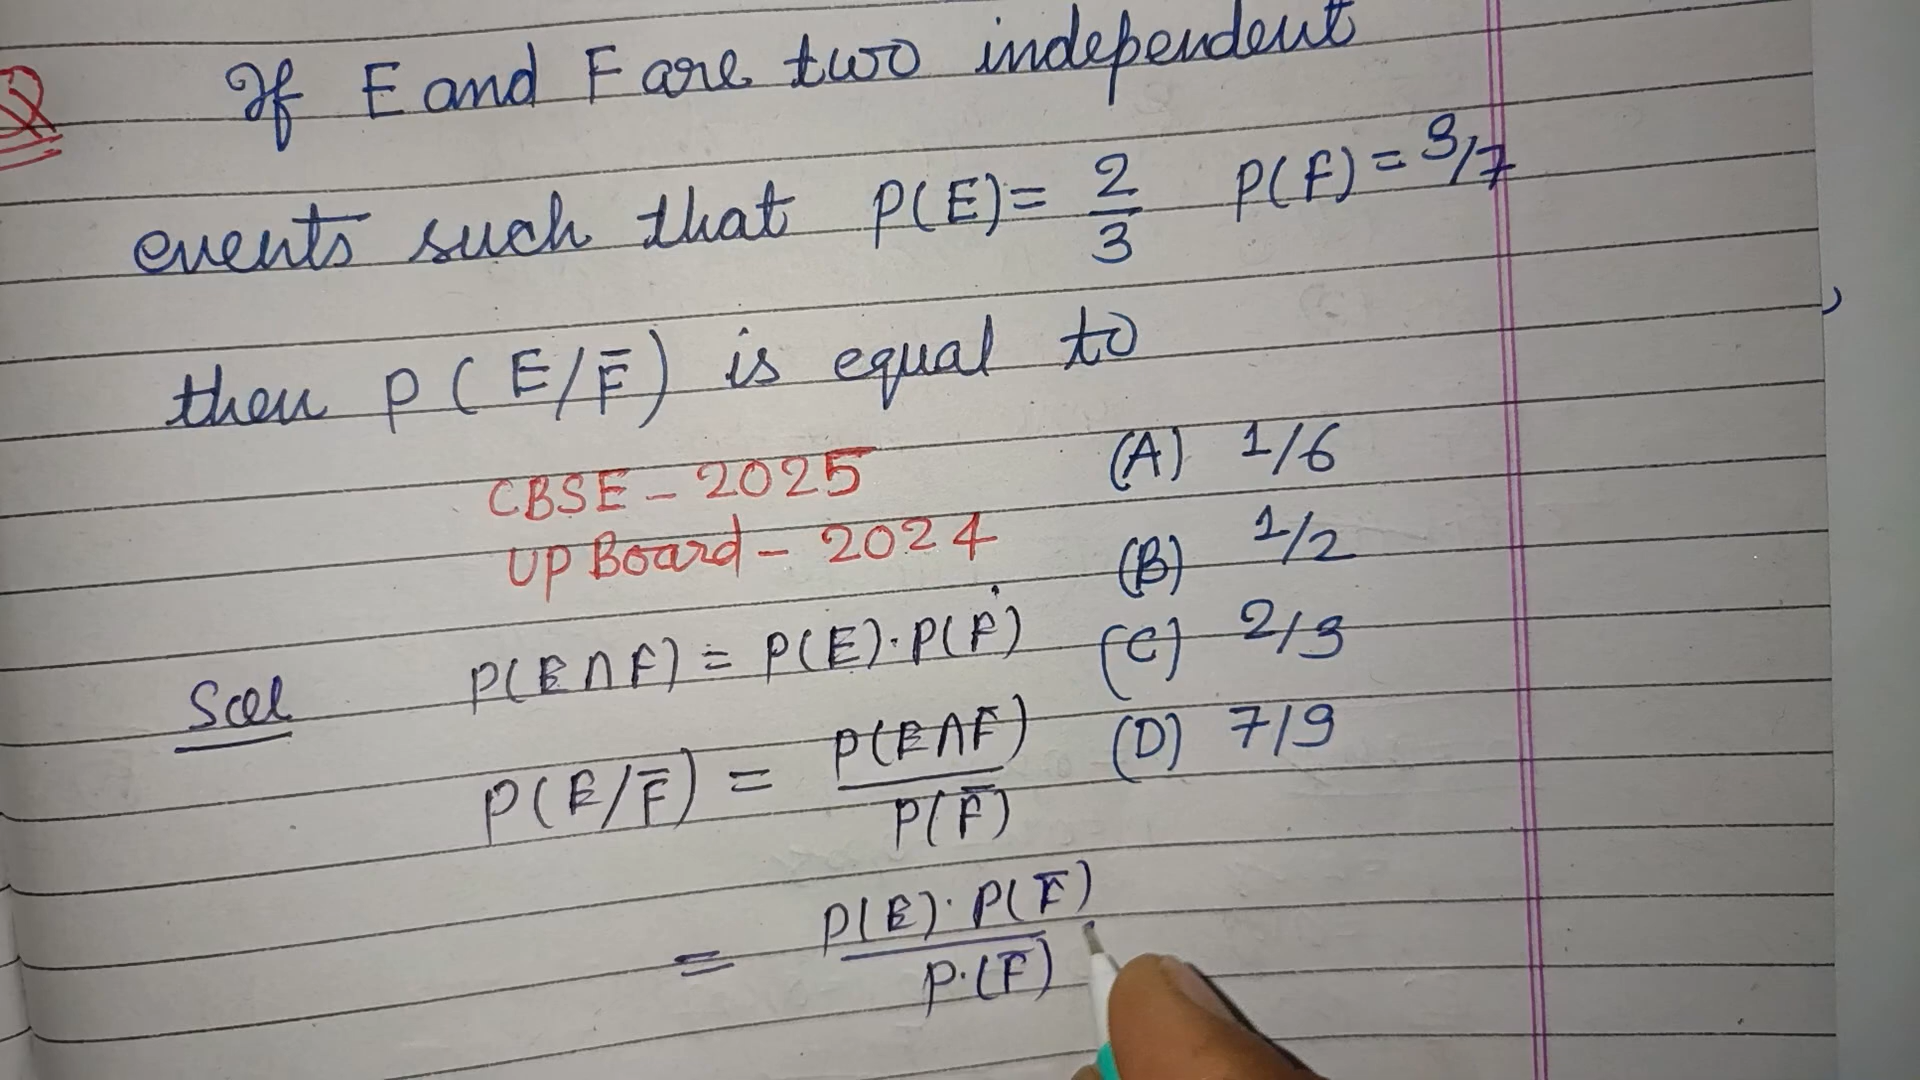 Q If E and F are two independent
events such that P(E) = 2/3 P(F) = 3/7
then P(E/F̅) is equal to
CBSE - 2025 (A) 1/6
UP Board - 2024 (B) 1/2
Sol P(E∩F) = P(E)·P(F) (C) 2/3
P(E/F̅) = P(E∩F̅)/P(F̅) (D) 7/9
= P(E)·P(F̅)/P·(F̅)